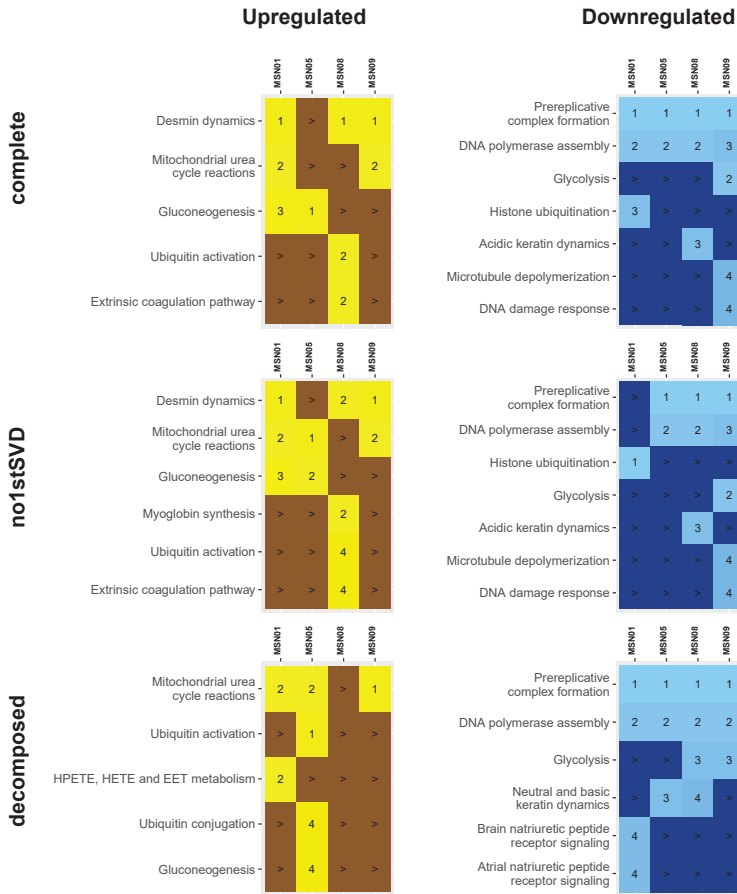 Upregulated
Downregulated
complete
MSN01 MSN05 MSN08 MSN09
Desmin dynamics 1 > 1 1
Mitochondrial urea
cycle reactions 2 > > 2
Gluconeogenesis 3 1 > >
Ubiquitin activation > > 2 >
Extrinsic coagulation pathway > > 2 >
MSN01 MSN05 MSN08 MSN09
Prereplicative
complex formation 1 1 1 1
DNA polymerase assembly 2 2 2 3
Glycolysis > > > 2
Histone ubiquitination 3 > > >
Acidic keratin dynamics > > 3 >
Microtubule depolymerization > > > 4
DNA damage response > > > 4
no1stSVD
MSN01 MSN05 MSN08 MSN09
Desmin dynamics 1 > 2 1
Mitochondrial urea
cycle reactions 2 1 > 2
Gluconeogenesis 3 2 > >
Myoglobin synthesis > > 2 >
Ubiquitin activation > > 4 >
Extrinsic coagulation pathway > > 4 >
MSN01 MSN05 MSN08 MSN09
Prereplicative
complex formation > 1 1 1
DNA polymerase assembly > 2 2 3
Histone ubiquitination 1 > > >
Glycolysis > > > 2
Acidic keratin dynamics > > 3 >
Microtubule depolymerization > > > 4
DNA damage response > > > 4
decomposed
MSN01 MSN05 MSN08 MSN09
Mitochondrial urea
cycle reactions 2 2 > 1
Ubiquitin activation > 1 > >
HPETE, HETE and EET metabolism 2 > > >
Ubiquitin conjugation > 4 > >
Gluconeogenesis > 4 > >
MSN01 MSN05 MSN08 MSN09
Prereplicative
complex formation 1 1 1 1
DNA polymerase assembly 2 2 2 2
Glycolysis > > 3 3
Neutral and basic
keratin dynamics > 3 4 >
Brain natriuretic peptide
receptor signaling 4 > > >
Atrial natriuretic peptide
receptor signaling 4 > > >